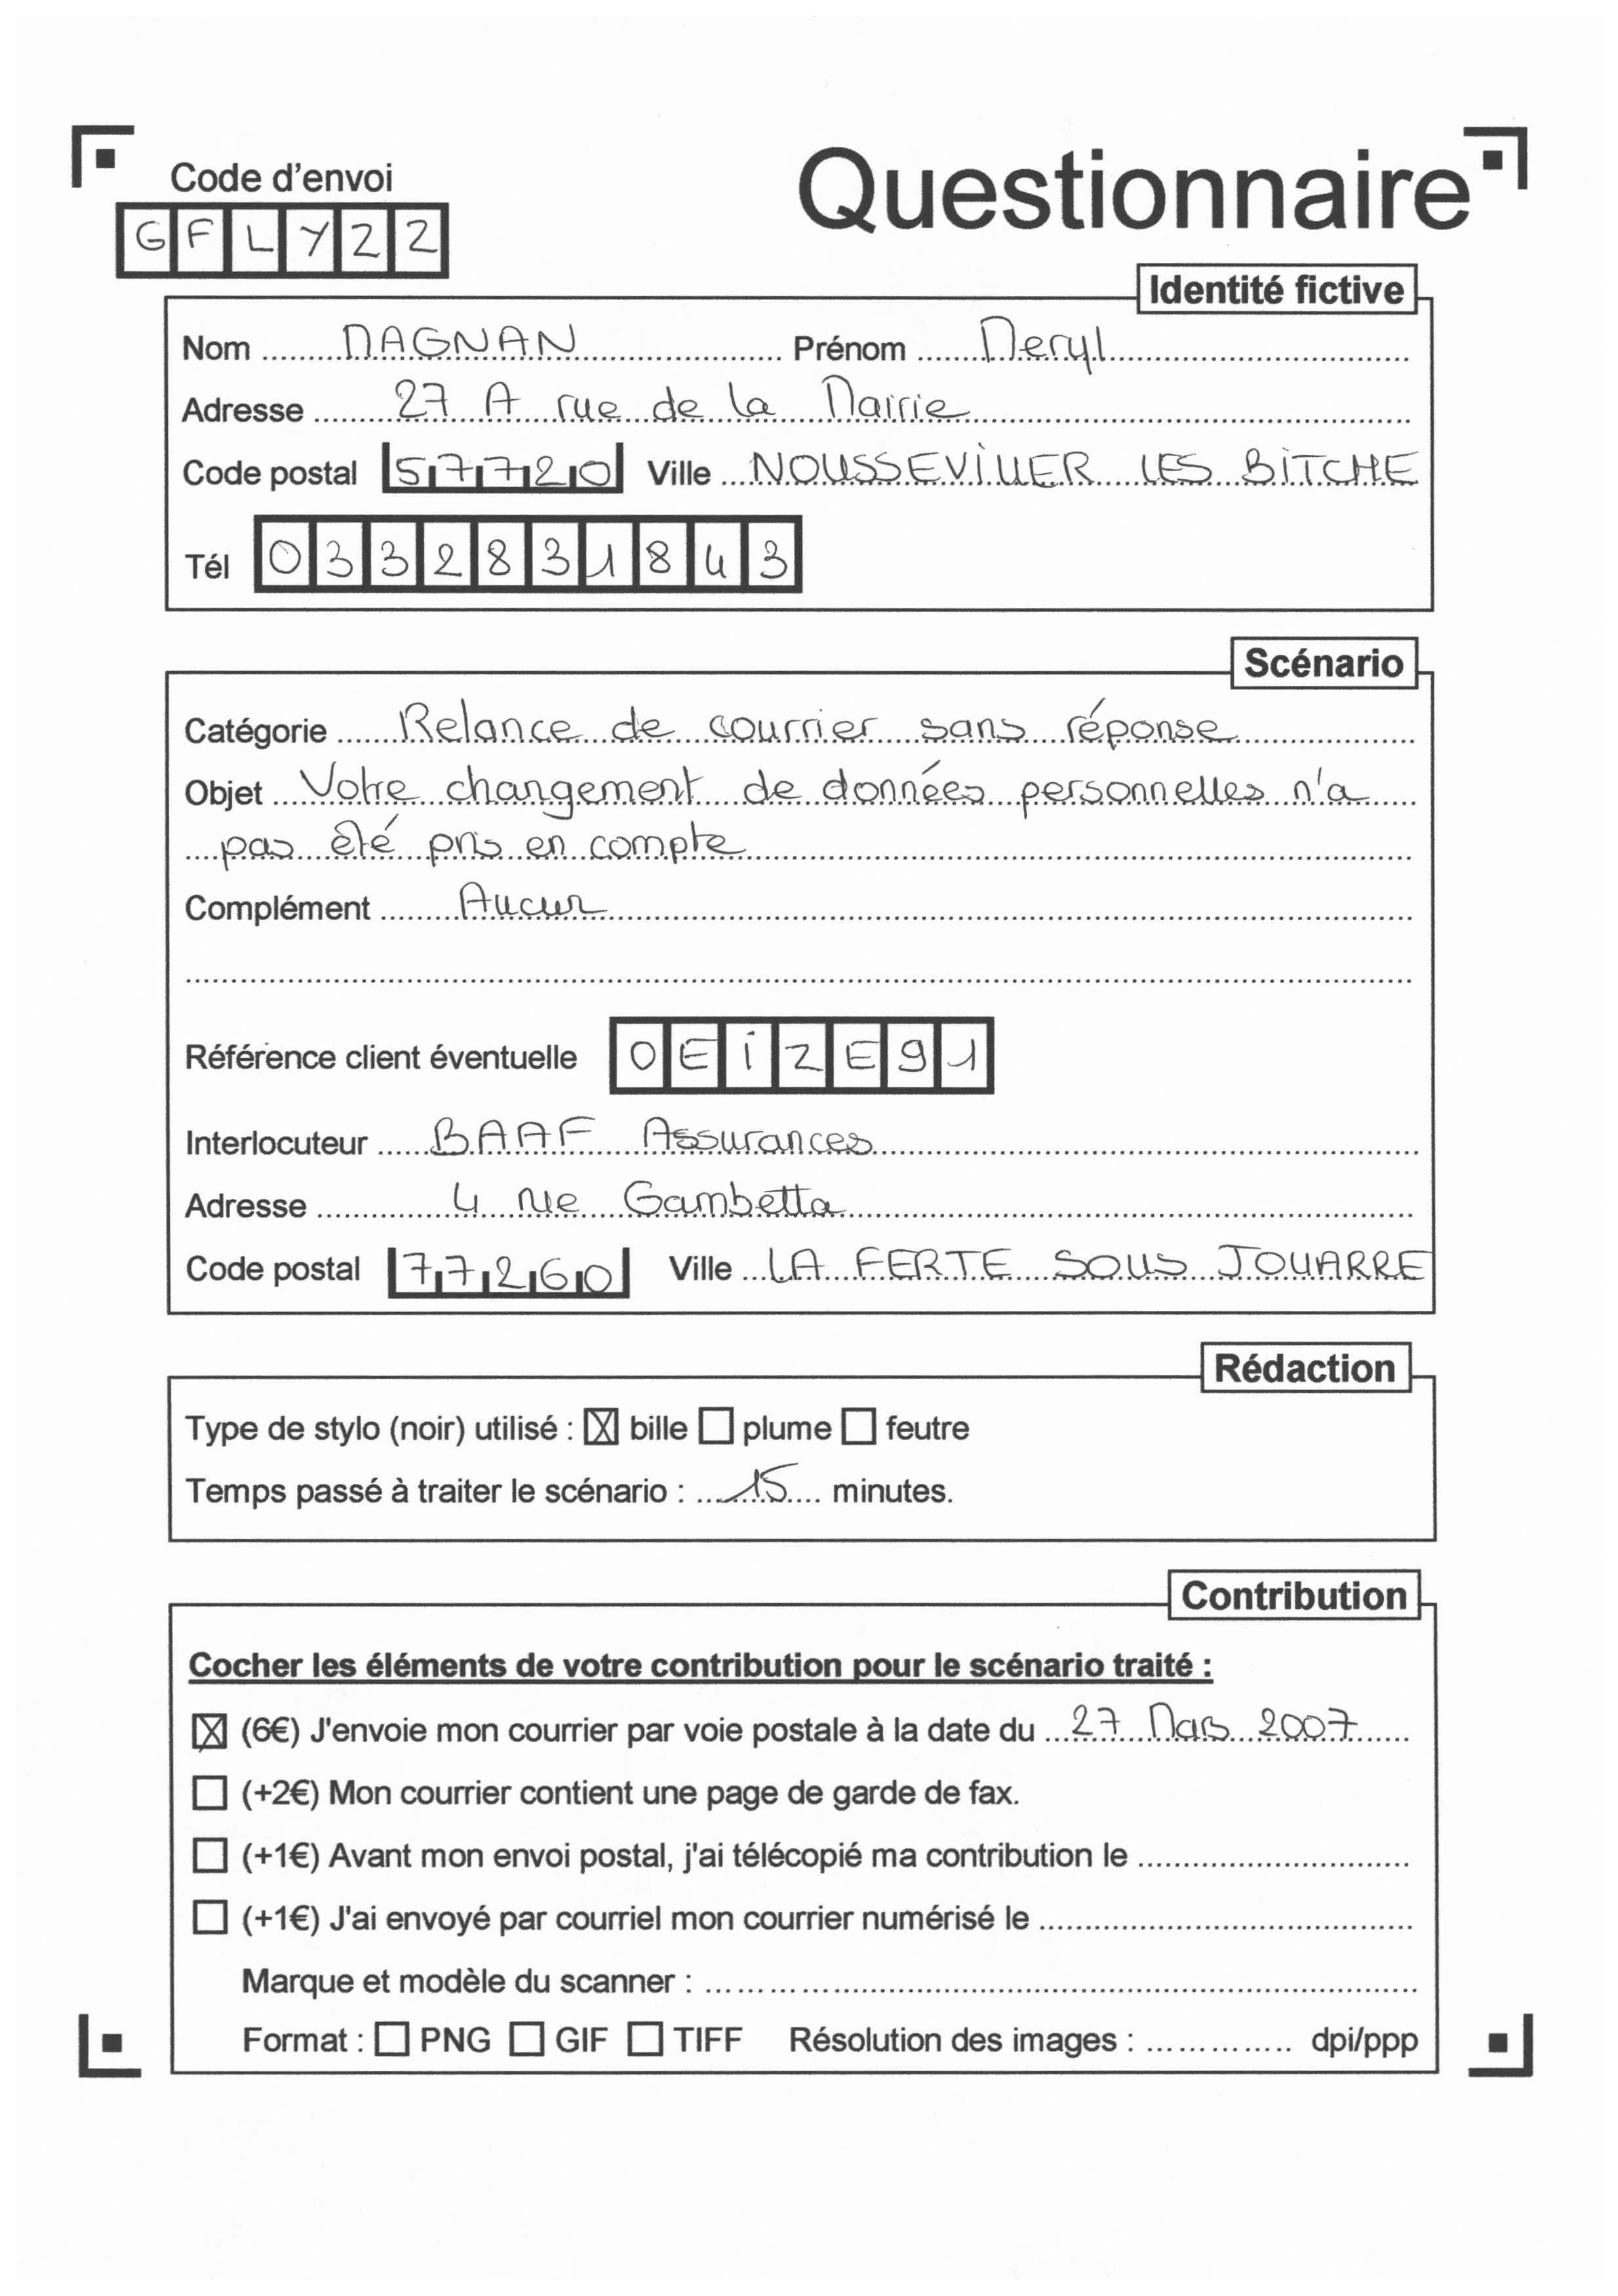 Code d'envoi
Questionnaire
GFLY22
Identité fictive
Nom MAGNAN Prénom Meryl
Adresse 27 A rue de la Mairie
Code postal 57720 Ville NOUSSEVILLER LES BITCHE
Tél 0332831843
Scénario
Catégorie Relance de courrier sans réponse
Objet Votre changement de données personnelles n'a
pas été pris en compte
Complément Aucun
Référence client éventuelle OEIZE91
Interlocuteur BAAF Assurances
Adresse 4 rue Gambetta
Code postal 77260 Ville LA FERTE SOUS JOUARRE
Rédaction
Type de stylo (noir) utilisé : ☒ bille ☐ plume ☐ feutre
Temps passé à traiter le scénario : 15 minutes.
Contribution
Cocher les éléments de votre contribution pour le scénario traité :
☒ (6€) J'envoie mon courrier par voie postale à la date du 27 Mars 2007
☐ (+2€) Mon courrier contient une page de garde de fax.
☐ (+1€) Avant mon envoi postal, j'ai télécopié ma contribution le
☐ (+1€) J'ai envoyé par courriel mon courrier numérisé le
Marque et modèle du scanner :
Format : ☐ PNG ☐ GIF ☐ TIFF Résolution des images : dpi/ppp